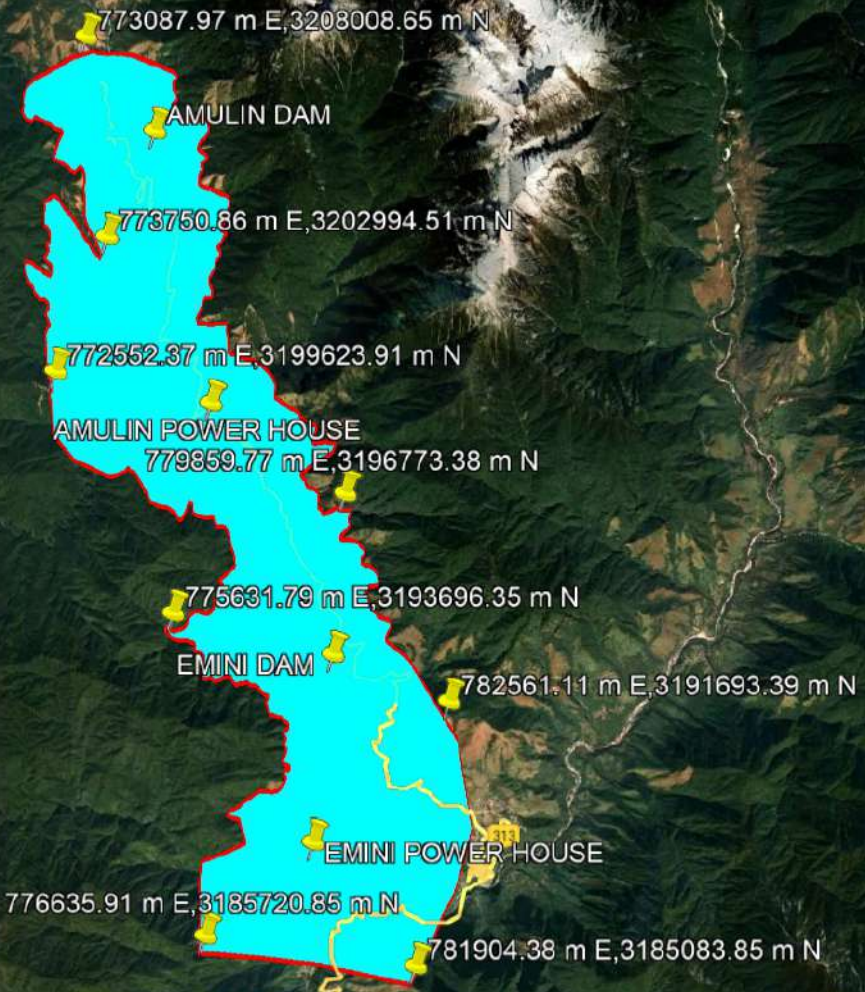 773087.97 m E,3208008.65 m N
AMULIN DAM
773750.86 m E,3202994.51 m N
772552.37 m E,3199623.91 m N
AMULIN POWER HOUSE
779859.77 m E,3196773.38 m N
775631.79 m E,3193696.35 m N
EMINI DAM
782561.11 m E,3191693.39 m N
313
EMINI POWER HOUSE
776635.91 m E,3185720.85 m N
781904.38 m E,3185083.85 m N